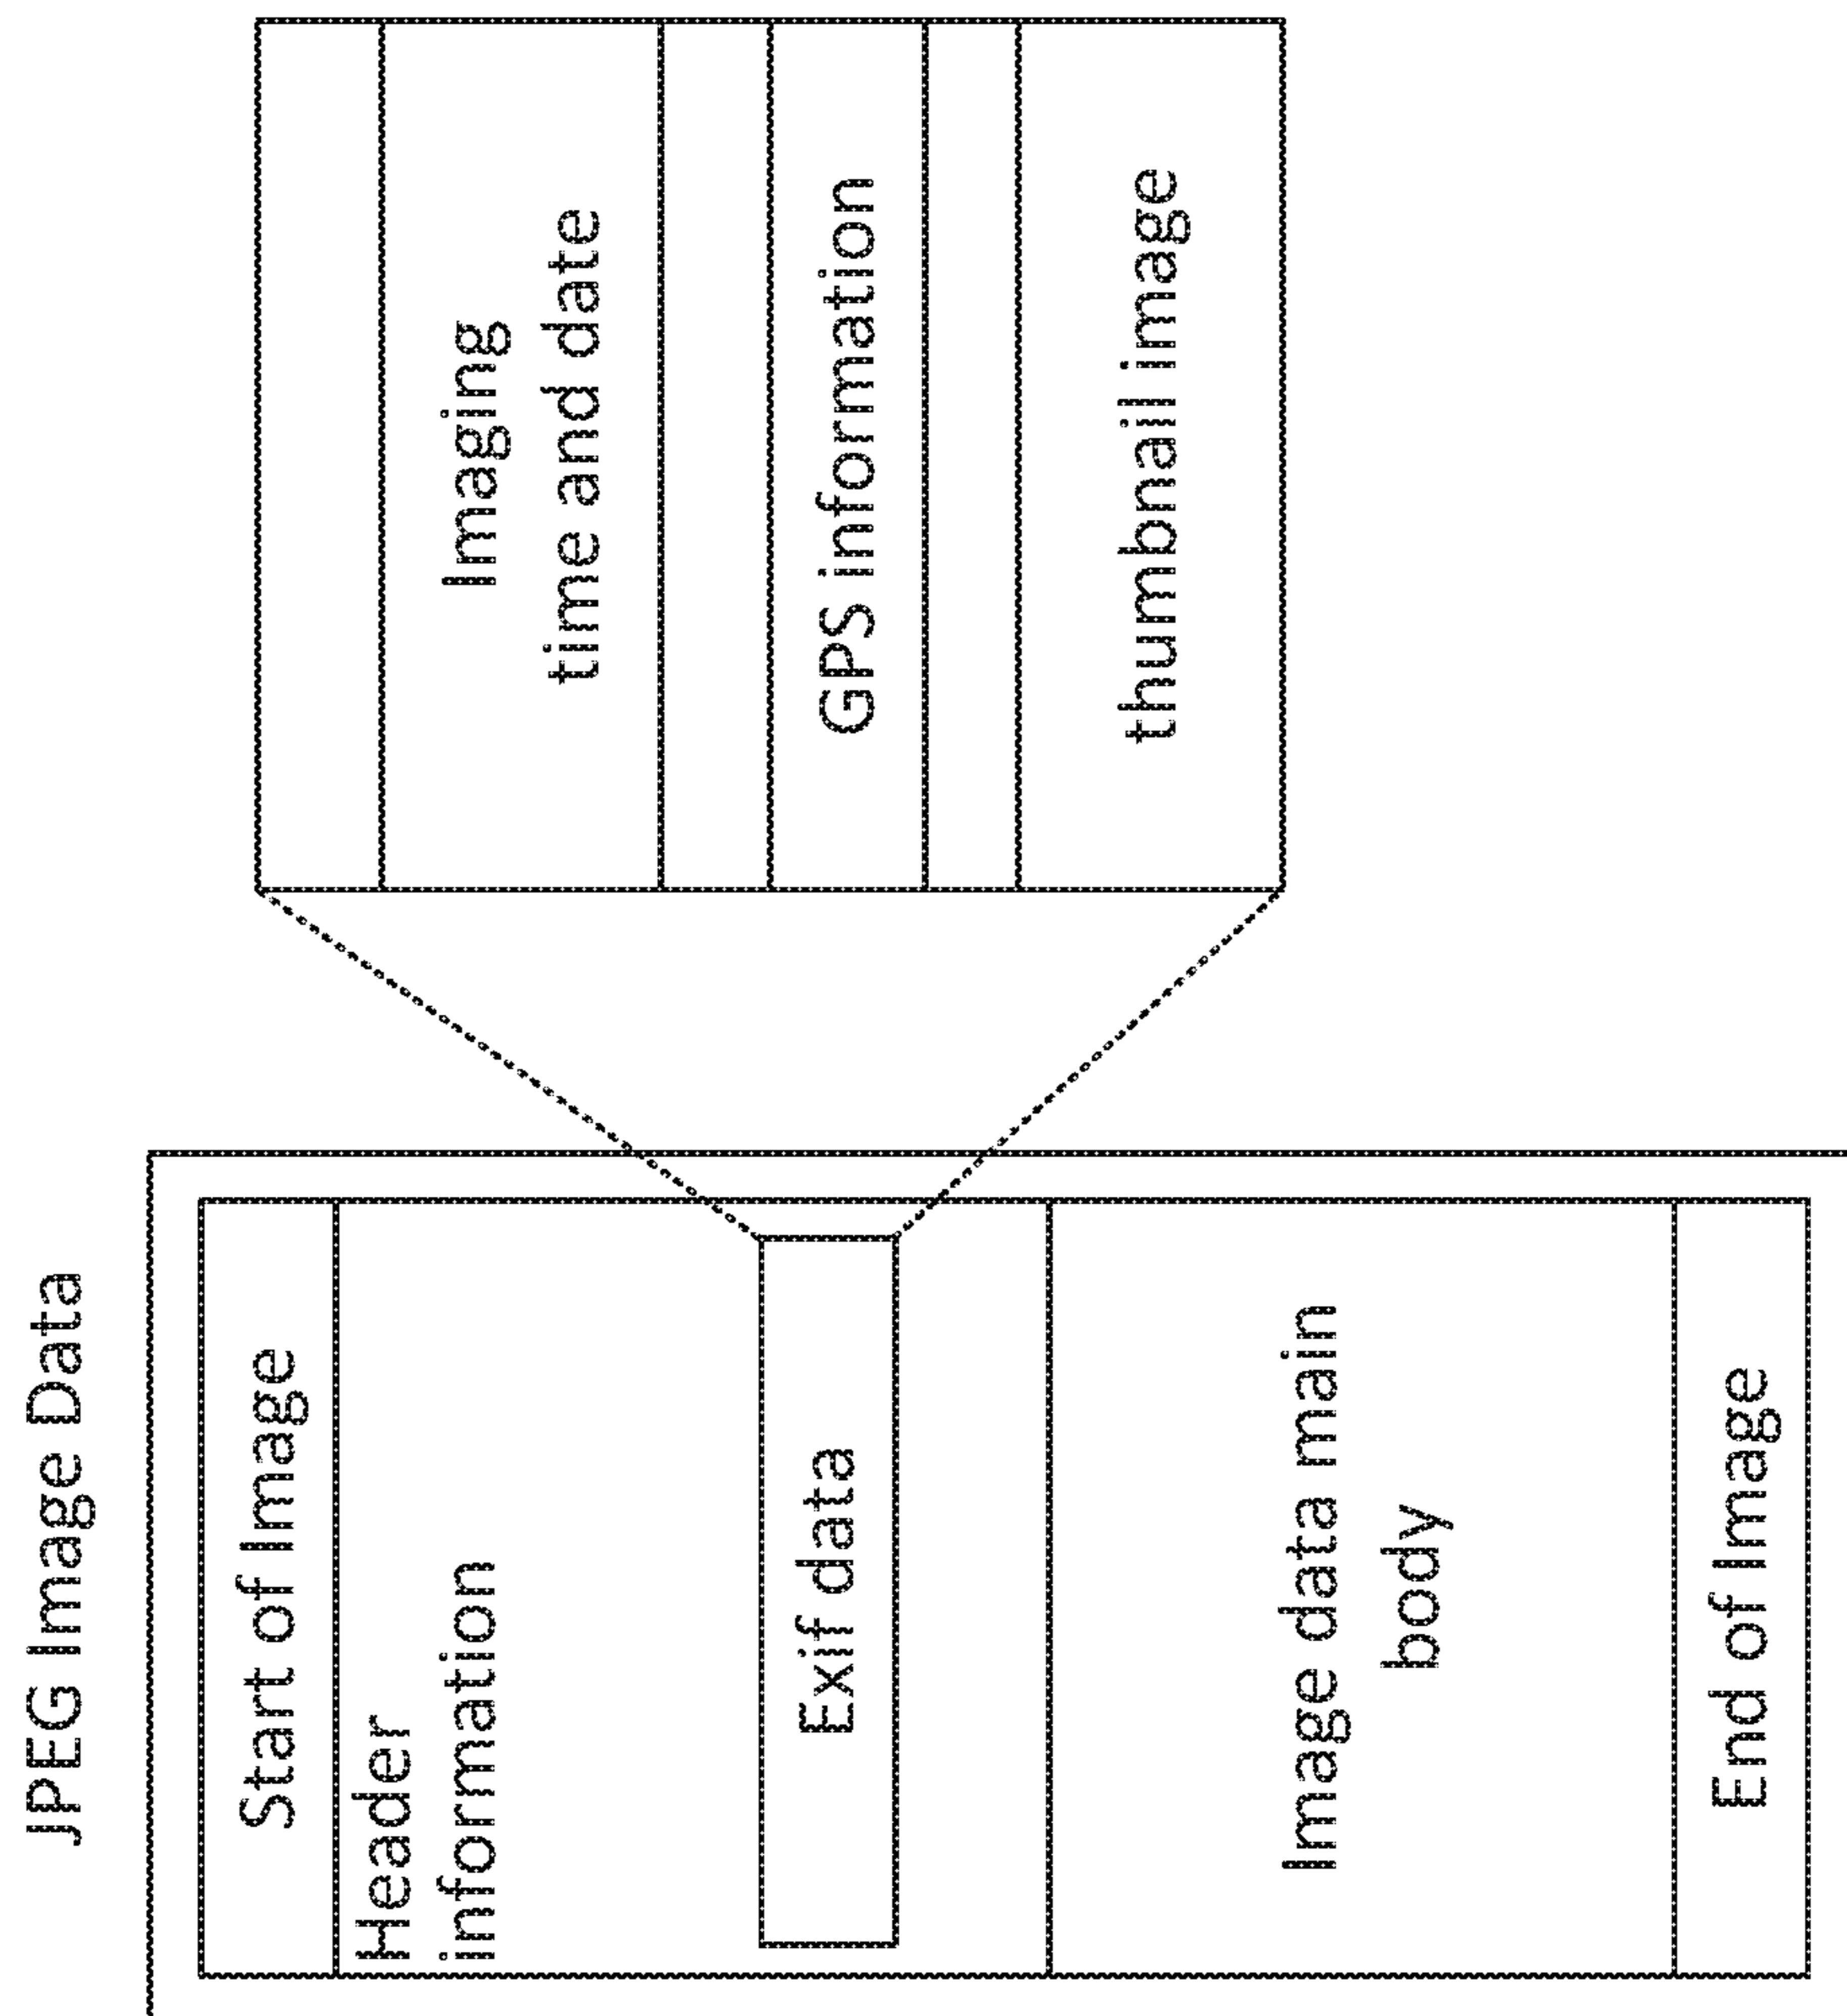 JPEG Image Data
Start of Image
Header
information
Exif data
Image data main
body
End of Image
Imaging
time and date
GPS information
thumbnail image